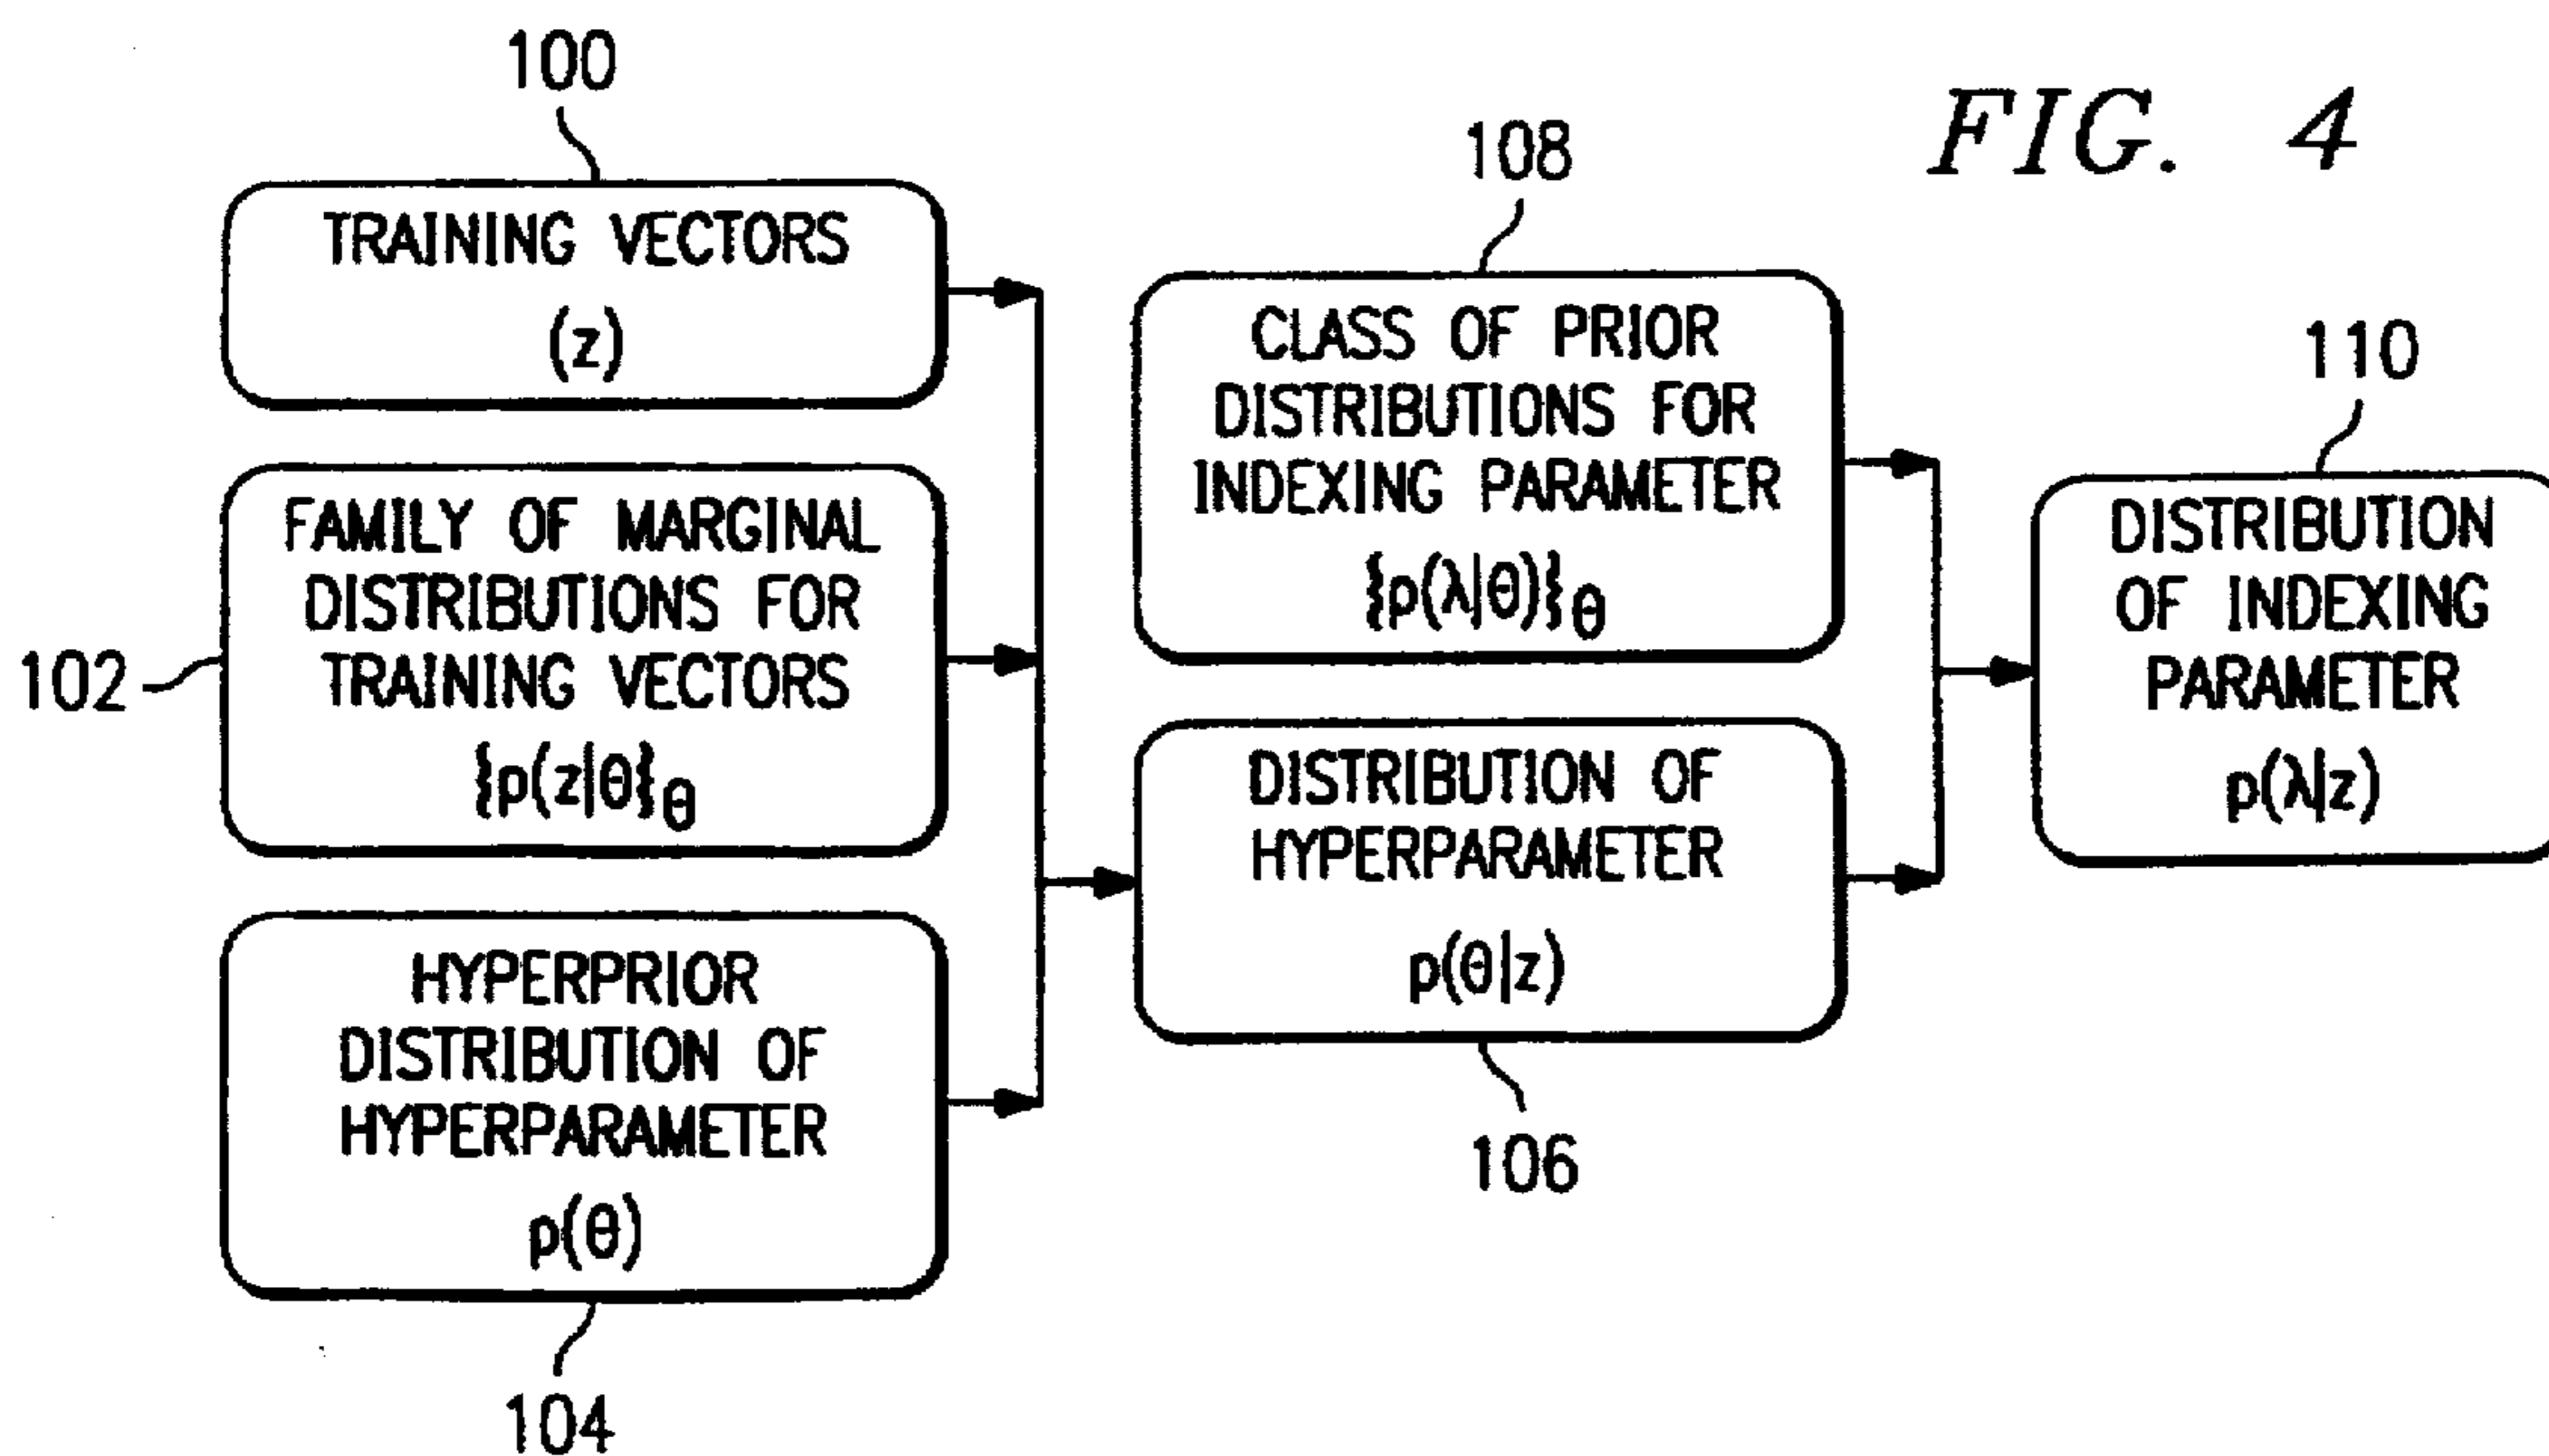 FIG. 4
100
TRAINING VECTORS
(z)
102
FAMILY OF MARGINAL
DISTRIBUTIONS FOR
TRAINING VECTORS
{p(z|θ}θ
HYPERPRIOR
DISTRIBUTION OF
HYPERPARAMETER
p(θ)
104
108
CLASS OF PRIOR
DISTRIBUTIONS FOR
INDEXING PARAMETER
{p(λ|θ)}θ
DISTRIBUTION OF
HYPERPARAMETER
p(θ|z)
106
110
DISTRIBUTION
OF INDEXING
PARAMETER
p(λ|z)